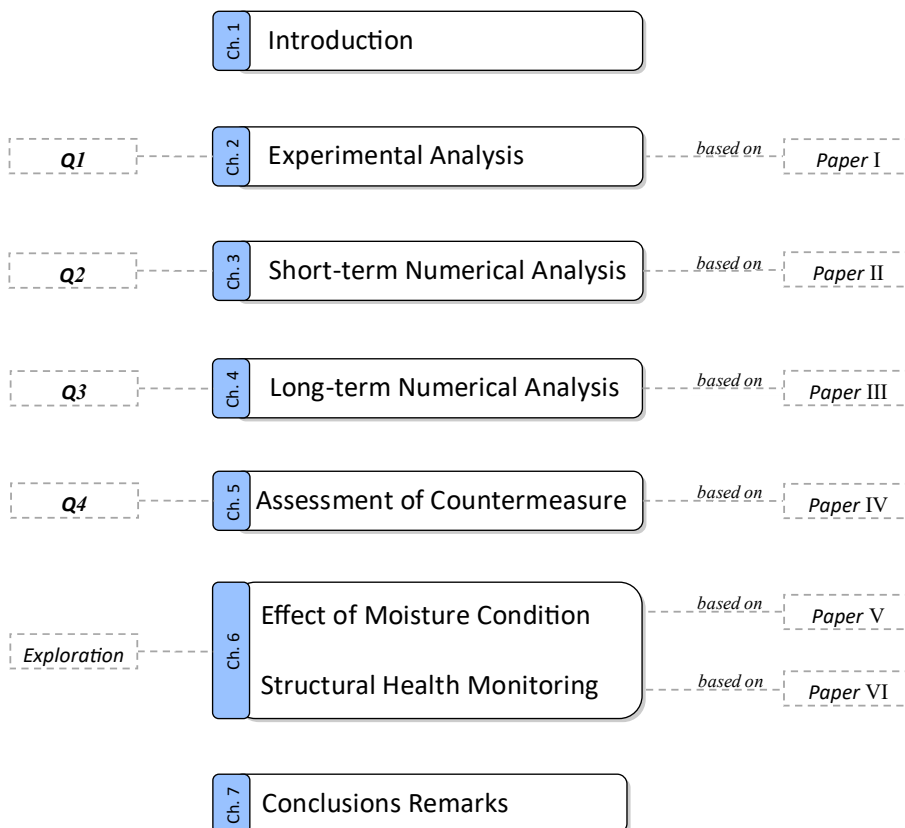 Ch. 1
Introduction
Q1
Ch. 2
Experimental Analysis
based on
Paper I
Q2
Ch. 3
Short-term Numerical Analysis
based on
Paper II
Q3
Ch. 4
Long-term Numerical Analysis
based on
Paper III
Q4
Ch. 5
Assessment of Countermeasure
based on
Paper IV
Exploration
Ch. 6
Effect of Moisture Condition
based on
Paper V
Structural Health Monitoring
based on
Paper VI
Ch. 7
Conclusions Remarks